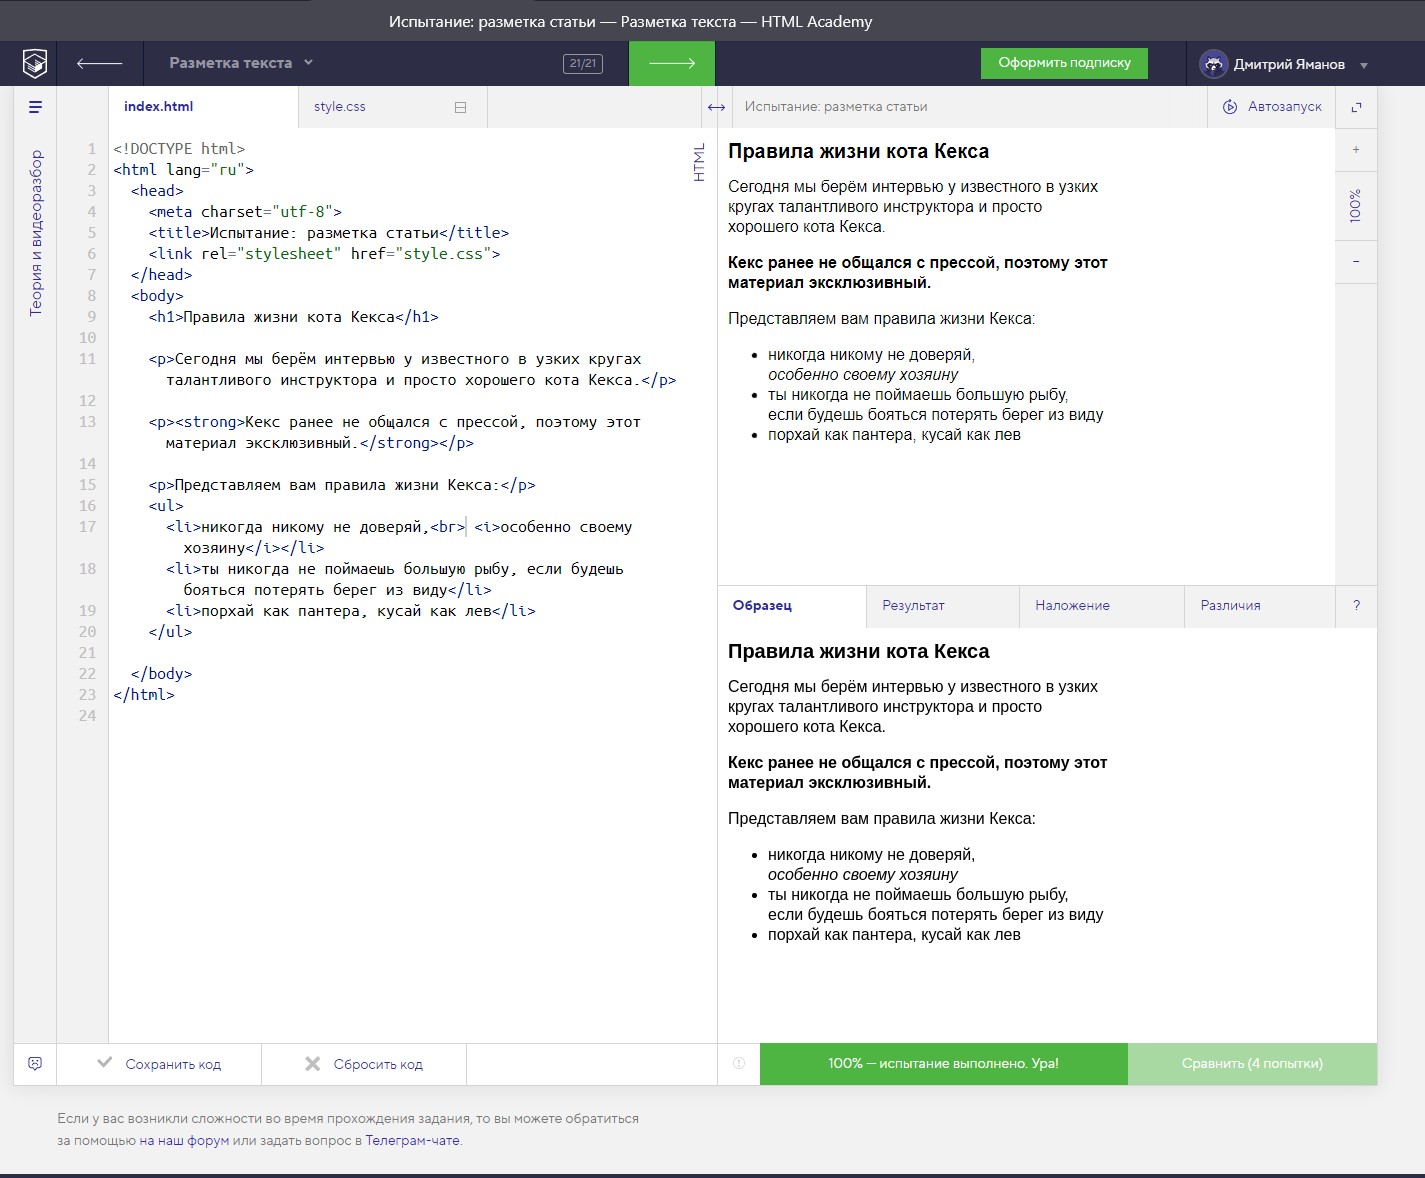 Испытание: разметка статьи — Разметка текста — HTML Academy
Разметка текста
21/21
Оформить подписку
Дмитрий Яманов
index.html
style.css
Испытание: разметка статьи
Автозапуск
Теория и видеоразбор
HTML
+
100%
−
1 <!DOCTYPE html>
2 <html lang="ru">
3 <head>
4 <meta charset="utf-8">
5 <title>Испытание: разметка статьи</title>
6 <link rel="stylesheet" href="style.css">
7 </head>
8 <body>
9 <h1>Правила жизни кота Кекса</h1>
10
11 <p>Сегодня мы берём интервью у известного в узких кругах
талантливого инструктора и просто хорошего кота Кекса.</p>
12
13 <p><strong>Кекс ранее не общался с прессой, поэтому этот
материал эксклюзивный.</strong></p>
14
15 <p>Представляем вам правила жизни Кекса:</p>
16 <ul>
17 <li>никогда никому не доверяй,<br> <i>особенно своему
хозяину</i></li>
18 <li>ты никогда не поймаешь большую рыбу, если будешь
бояться потерять берег из виду</li>
19 <li>порхай как пантера, кусай как лев</li>
20 </ul>
21
22 </body>
23 </html>
24
Правила жизни кота Кекса
Сегодня мы берём интервью у известного в узких
кругах талантливого инструктора и просто
хорошего кота Кекса.
Кекс ранее не общался с прессой, поэтому этот
материал эксклюзивный.
Представляем вам правила жизни Кекса:
• никогда никому не доверяй,
особенно своему хозяину
• ты никогда не поймаешь большую рыбу,
если будешь бояться потерять берег из виду
• порхай как пантера, кусай как лев
Образец
Результат
Наложение
Различия
?
Правила жизни кота Кекса
Сегодня мы берём интервью у известного в узких
кругах талантливого инструктора и просто
хорошего кота Кекса.
Кекс ранее не общался с прессой, поэтому этот
материал эксклюзивный.
Представляем вам правила жизни Кекса:
• никогда никому не доверяй,
особенно своему хозяину
• ты никогда не поймаешь большую рыбу,
если будешь бояться потерять берег из виду
• порхай как пантера, кусай как лев
Сохранить код
Сбросить код
100% — испытание выполнено. Ура!
Сравнить (4 попытки)
Если у вас возникли сложности во время прохождения задания, то вы можете обратиться
за помощью на наш форум или задать вопрос в Телеграм-чате.